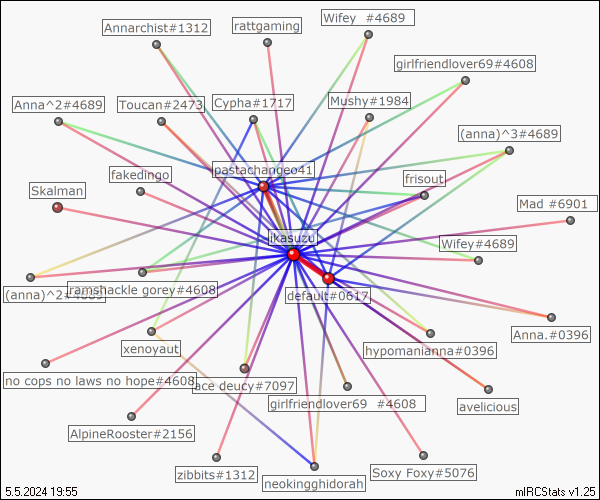 Annarchist#1312
rattgaming
Wifey  #4689
girlfriendlover69#4608
Anna^2#4689
Toucan#2473
Cypha#1717
Mushy#1984
(anna)^3#4689
pastachangeo41
fakedingo
frisout
Skalman
Mad #6901
ikasuzu
Wifey#4689
(anna)^2#4689
ramshackle gorey#4608
default#0617
Anna.#0396
xenoyaut
hypomanianna#0396
no cops no laws no hope#4608
ace deucy#7097
girlfriendlover69  #4608
avelicious
AlpineRooster#2156
zibbits#1312
neokingghidorah
Soxy Foxy#5076
5.5.2024 19:55
mIRCStats v1.25